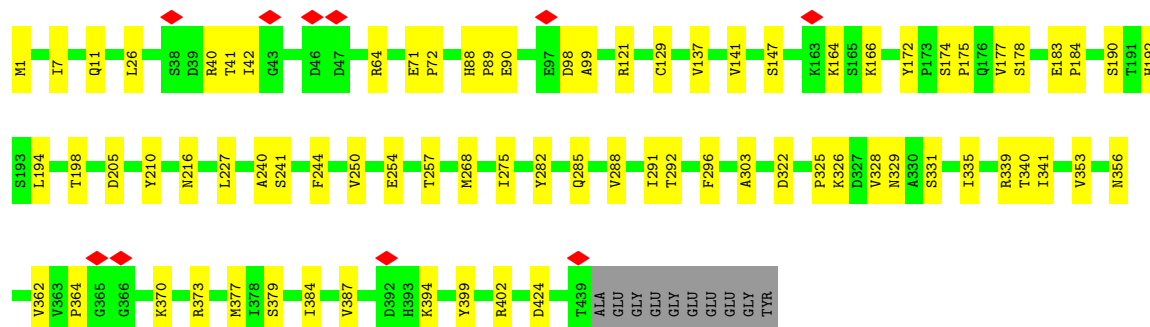 M1 I7 Q11 L26 S38 D39 R40 T41 I42 G43 D46 D47 R64 E71 P72 H88 P89 E90 E97 D98 A99 R121 C129 V137 V141 S147 K163 K164 S165 K166 Y172 P173 S174 P175 Q176 V177 S178 E183 P184 S190 T191 H192
S193 L194 T198 D205 Y210 N216 L227 A240 S241 F244 V250 E254 T257 M268 I275 Y282 Q285 V288 I291 T292 F296 A303 D322 P325 K326 D327 V328 N329 A330 S331 I335 R339 T340 I341 V353 N356
V362 V363 P364 G365 G366 K370 R373 M377 I378 S379 I384 V387 D392 H393 K394 Y399 R402 D424 T439 ALA GLU GLY GLU GLY GLU GLU GLU GLU GLY TYR